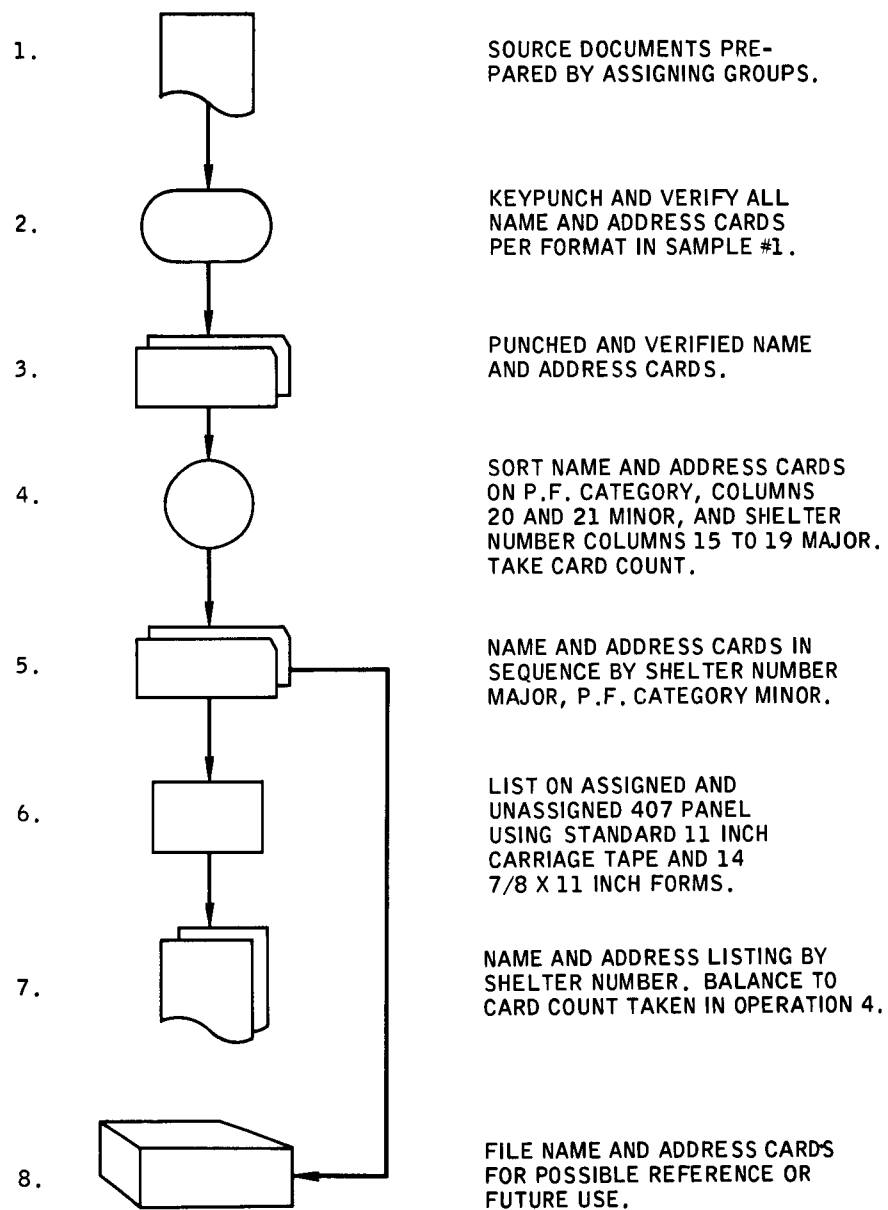 1.
SOURCE DOCUMENTS PRE-
PARED BY ASSIGNING GROUPS.
2.
KEYPUNCH AND VERIFY ALL
NAME AND ADDRESS CARDS
PER FORMAT IN SAMPLE #1.
3.
PUNCHED AND VERIFIED NAME
AND ADDRESS CARDS.
4.
SORT NAME AND ADDRESS CARDS
ON P.F. CATEGORY, COLUMNS
20 AND 21 MINOR, AND SHELTER
NUMBER COLUMNS 15 TO 19 MAJOR.
TAKE CARD COUNT.
5.
NAME AND ADDRESS CARDS IN
SEQUENCE BY SHELTER NUMBER
MAJOR, P.F. CATEGORY MINOR.
6.
LIST ON ASSIGNED AND
UNASSIGNED 407 PANEL
USING STANDARD 11 INCH
CARRIAGE TAPE AND 14
7/8 X 11 INCH FORMS.
7.
NAME AND ADDRESS LISTING BY
SHELTER NUMBER. BALANCE TO
CARD COUNT TAKEN IN OPERATION 4.
8.
FILE NAME AND ADDRESS CARDS
FOR POSSIBLE REFERENCE OR
FUTURE USE.